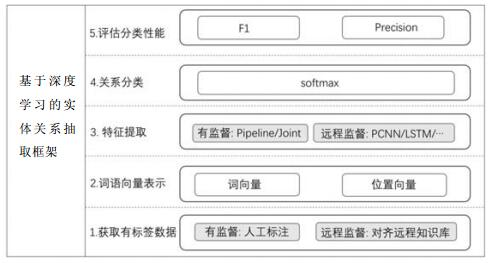 基于深度
学习的实
体关系抽
取框架
5.评估分类性能
F1
Precision
4.关系分类
softmax
3. 特征提取
有监督: Pipeline/Joint
远程监督: PCNN/LSTM/···
2.词语向量表示
词向量
位置向量
1.获取有标签数据
有监督: 人工标注
远程监督: 对齐远程知识库